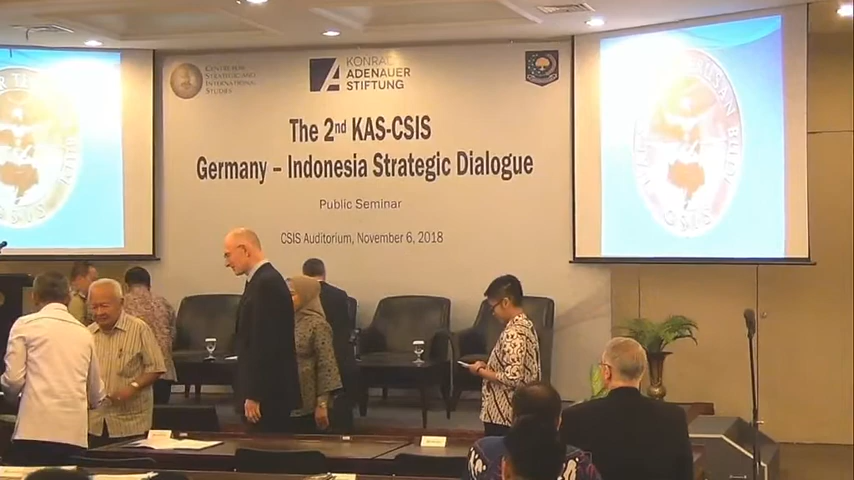 CENTRE FOR
STRATEGIC AND
INTERNATIONAL
STUDIES
KONRAD
ADENAUER
STIFTUNG
The 2nd KAS-CSIS
Germany – Indonesia Strategic Dialogue
Public Seminar
CSIS Auditorium, November 6, 2018